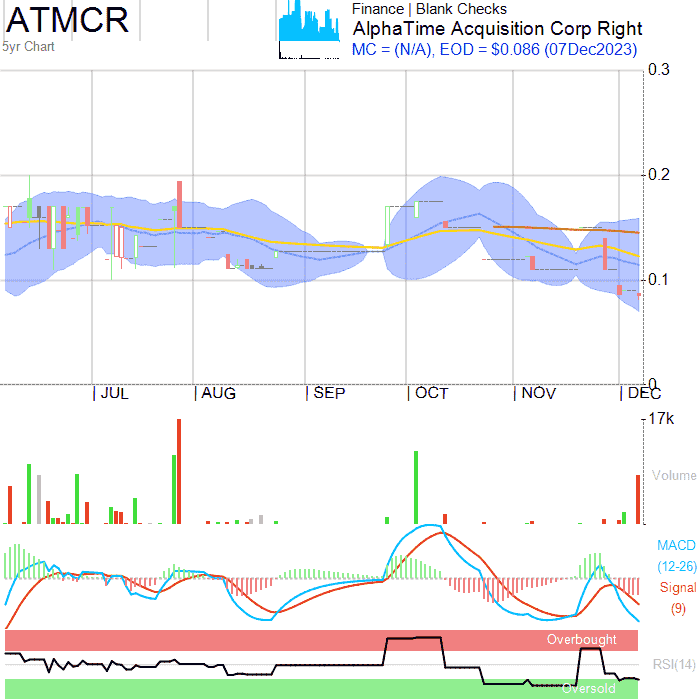 ATMCR
5yr Chart
Finance | Blank Checks
AlphaTime Acquisition Corp Right
MC = (N/A), EOD = $0.086 (07Dec2023)
0.3
0.2
0.1
0
JUL
AUG
SEP
OCT
NOV
DEC
17k
Volume
MACD
(12-26)
Signal
(9)
Overbought
RSI(14)
Oversold